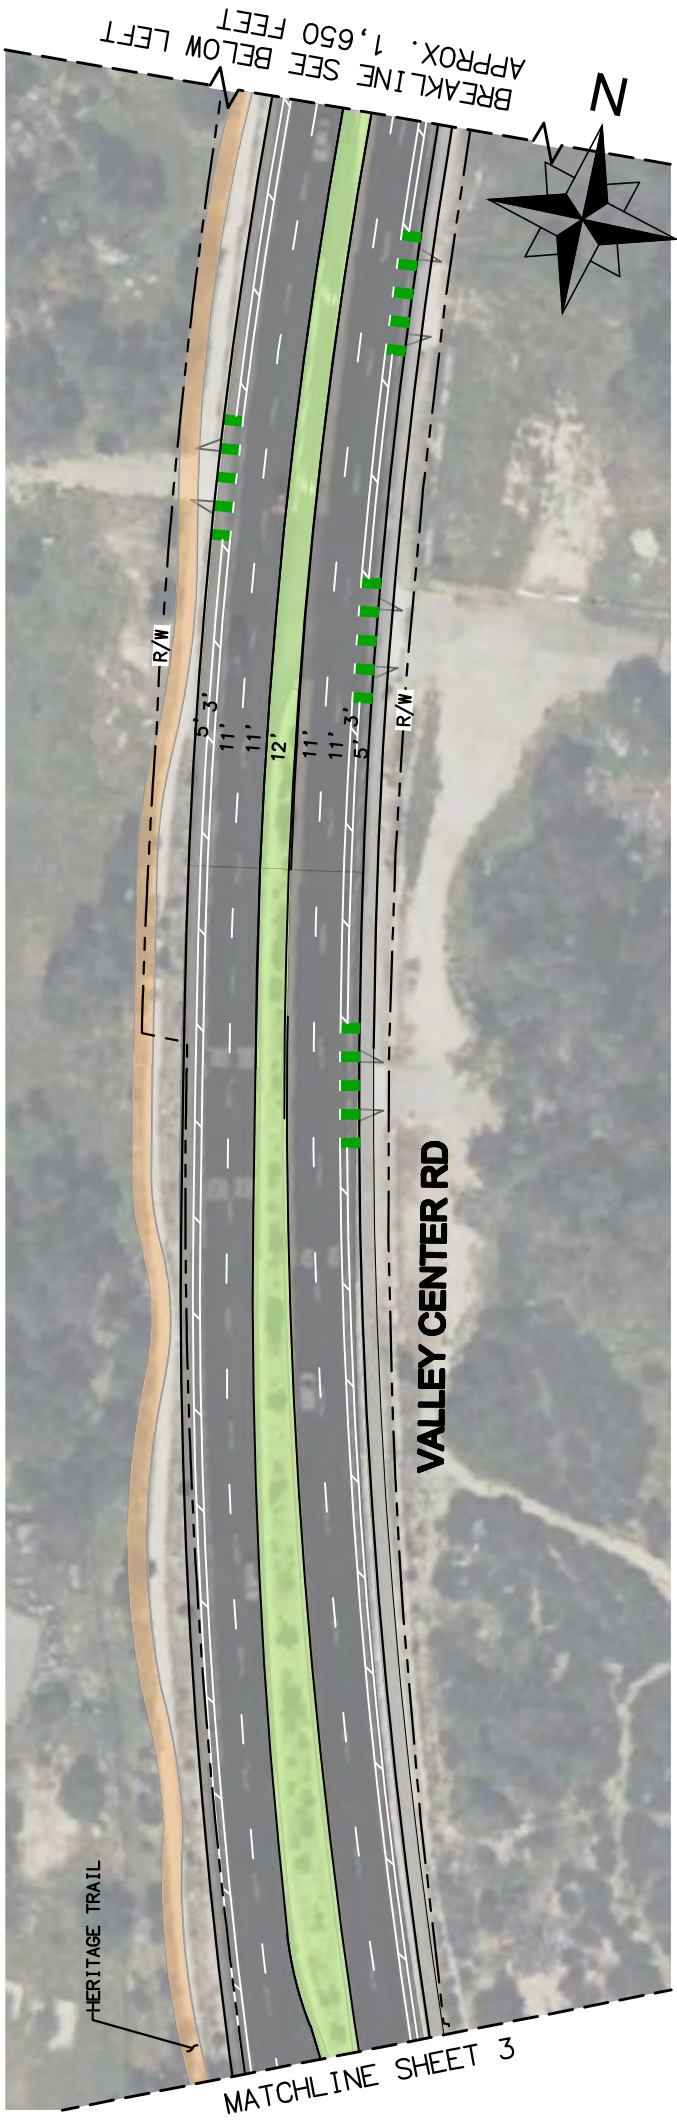 BREAKLINE SEE BELOW LEFT
APPROX. 1,650 FEET
N
R/W
R/W
5' 3' 11' 11' 12' 11' 11' 3' 5'
VALLEY CENTER RD
HERITAGE TRAIL
MATCHLINE SHEET 3